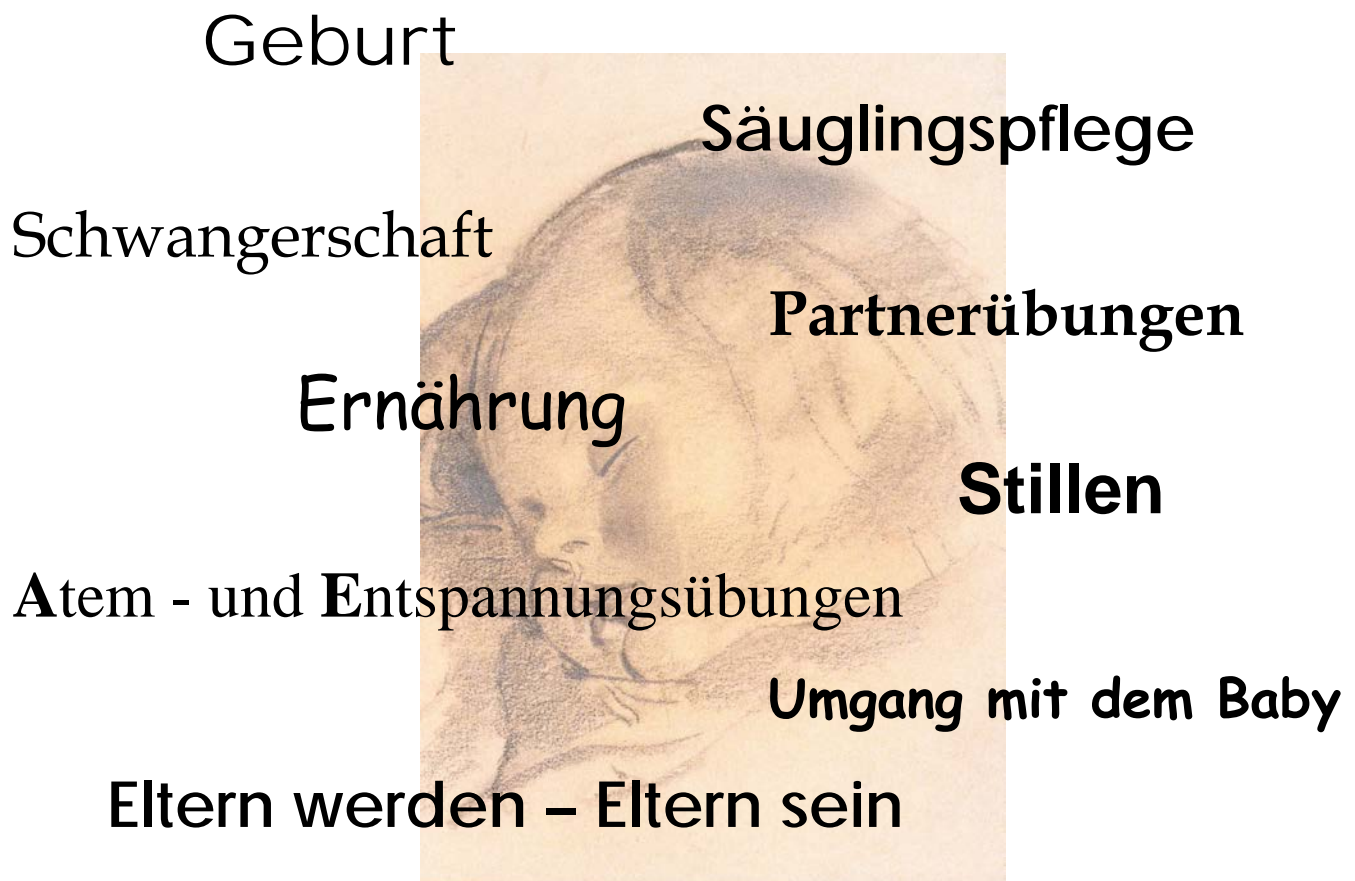 Geburt
Säuglingspflege
Schwangerschaft
Partnerübungen
Ernährung
Stillen
Atem - und Entspannungsübungen
Umgang mit dem Baby
Eltern werden – Eltern sein